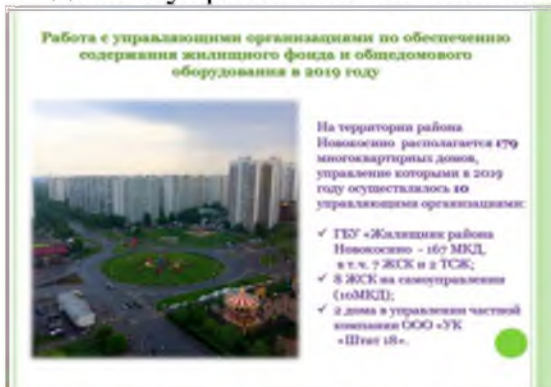 Работа с управляющими организациями по обеспечению
содержания жилищного фонда и общедомового
оборудования в 2019 году
На территории района
Новокосино располагается 179
многоквартирных домов,
управление которыми в 2019
году осуществлялось 10
управляющими организациями:
✓ ГБУ «Жилищник района
Новокосино – 167 МКД,
в т.ч. 7 ЖСК и 2 ТСЖ;
✓ 8 ЖСК на самоуправлении
(10МКД);
✓ 2 дома в управлении частной
компании ООО «УК
«Штат 18».